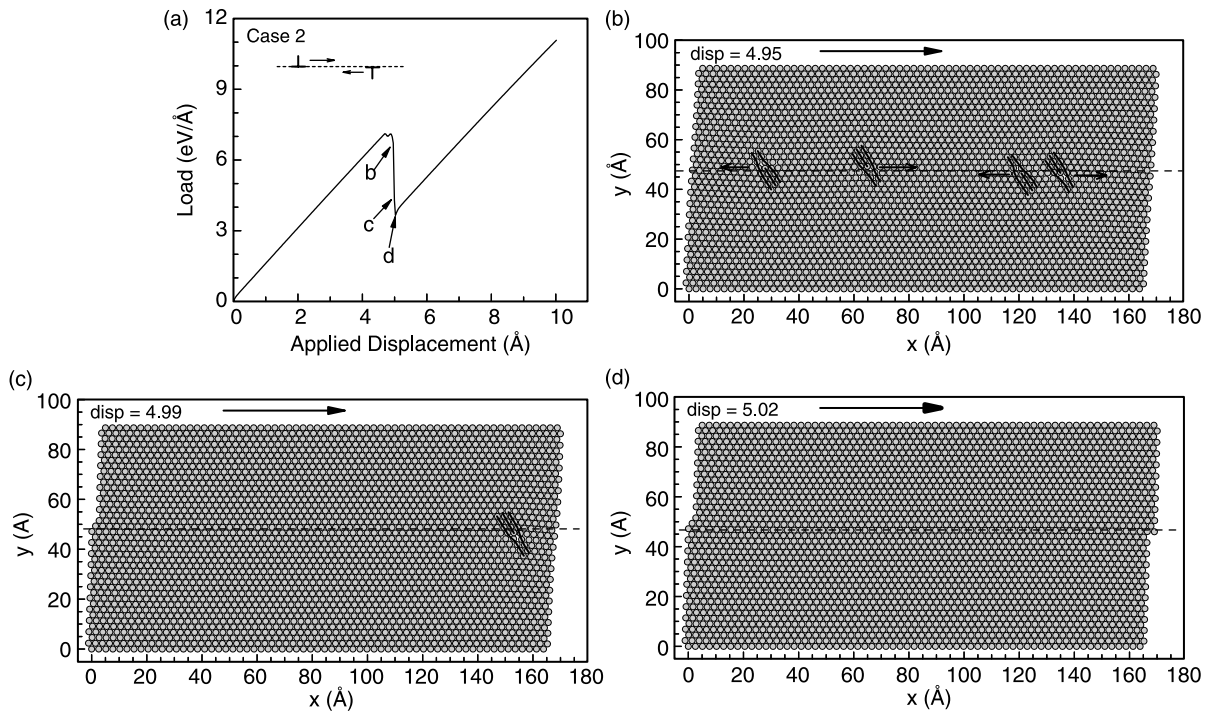 (a)
12
Case 2
9
6
3
0
b
c
d
0 2 4 6 8 10
Load (eV/Å)
Applied Displacement (Å)
(b)
100
disp = 4.95
80
60
40
20
0
0 20 40 60 80 100 120 140 160 180
y (Å)
x (Å)
(c)
100
disp = 4.99
80
60
40
20
0
0 20 40 60 80 100 120 140 160 180
y (A)
x (Å)
(d)
100
disp = 5.02
80
60
40
20
0
0 20 40 60 80 100 120 140 160 180
y (A)
x (Å)